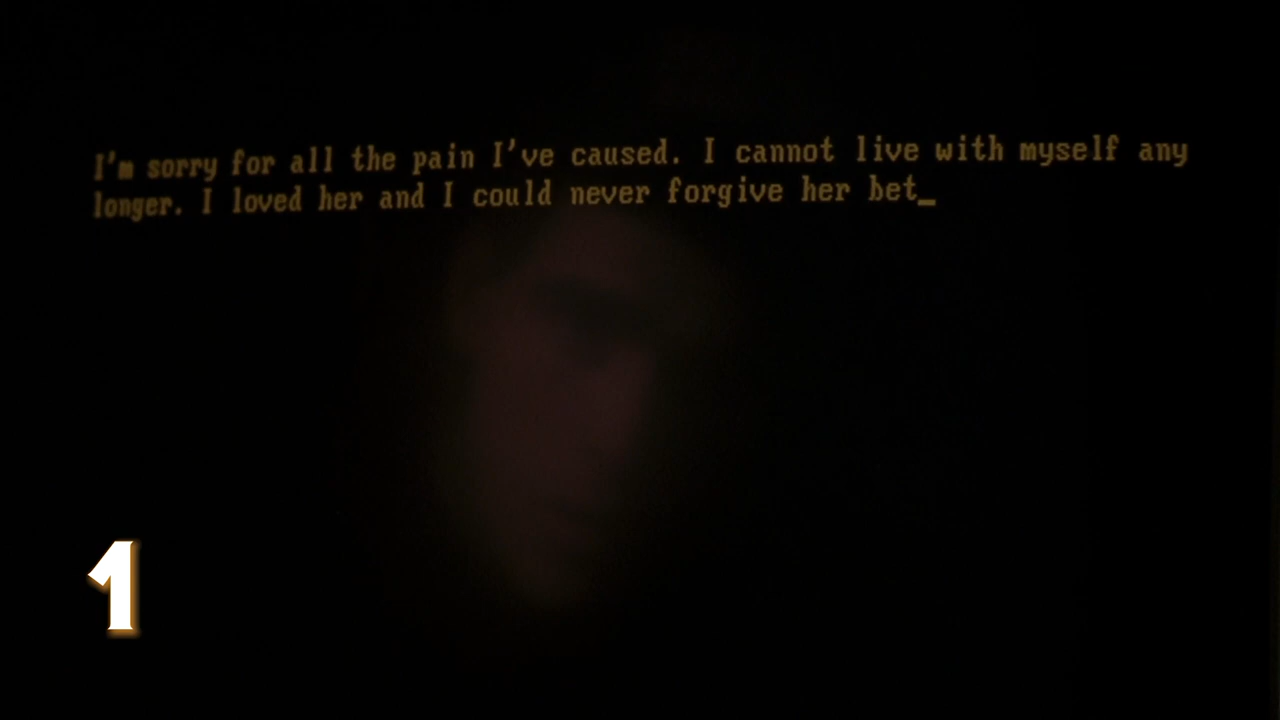 I'm sorry for all the pain I've caused. I cannot live with myself any
longer. I loved her and I could never forgive her bet_
1